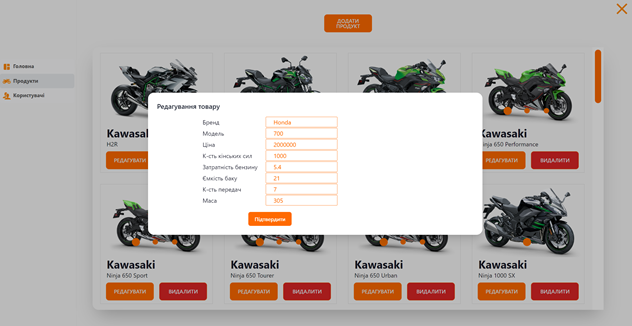 ДОДАТИ
ПРОДУКТ
Головна
Продукти
Користувачі
Редагування товару
Бренд Honda
Модель 700
Ціна 2000000
К-сть кінських сил 1000
Затратність бензину 5.4
Ємкість баку 21
К-сть передач 7
Маса 305
Підтвердити
Kawasaki
H2R
РЕДАГУВАТИ
Ninja 650 Performance
РЕДАГУВАТИ ВИДАЛИТИ
Kawasaki Kawasaki Kawasaki Kawasaki
Ninja 650 Sport Ninja 650 Tourer Ninja 650 Urban Ninja 1000 SX
РЕДАГУВАТИ ВИДАЛИТИ РЕДАГУВАТИ ВИДАЛИТИ РЕДАГУВАТИ ВИДАЛИТИ РЕДАГУВАТИ ВИДАЛИТИ